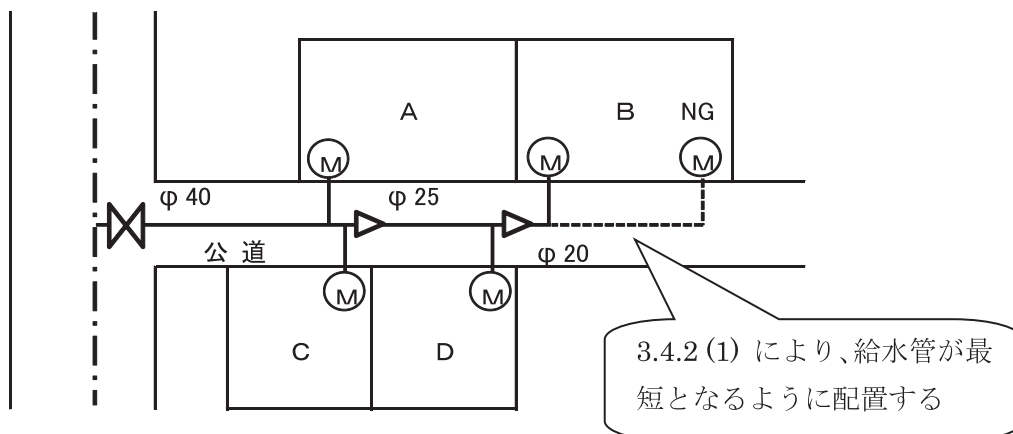 A
B NG
M
M
M
φ 40
φ 25
公 道
φ 20
M
M
C
D
3.4.2 (1) により、給水管が最
短となるように配置する